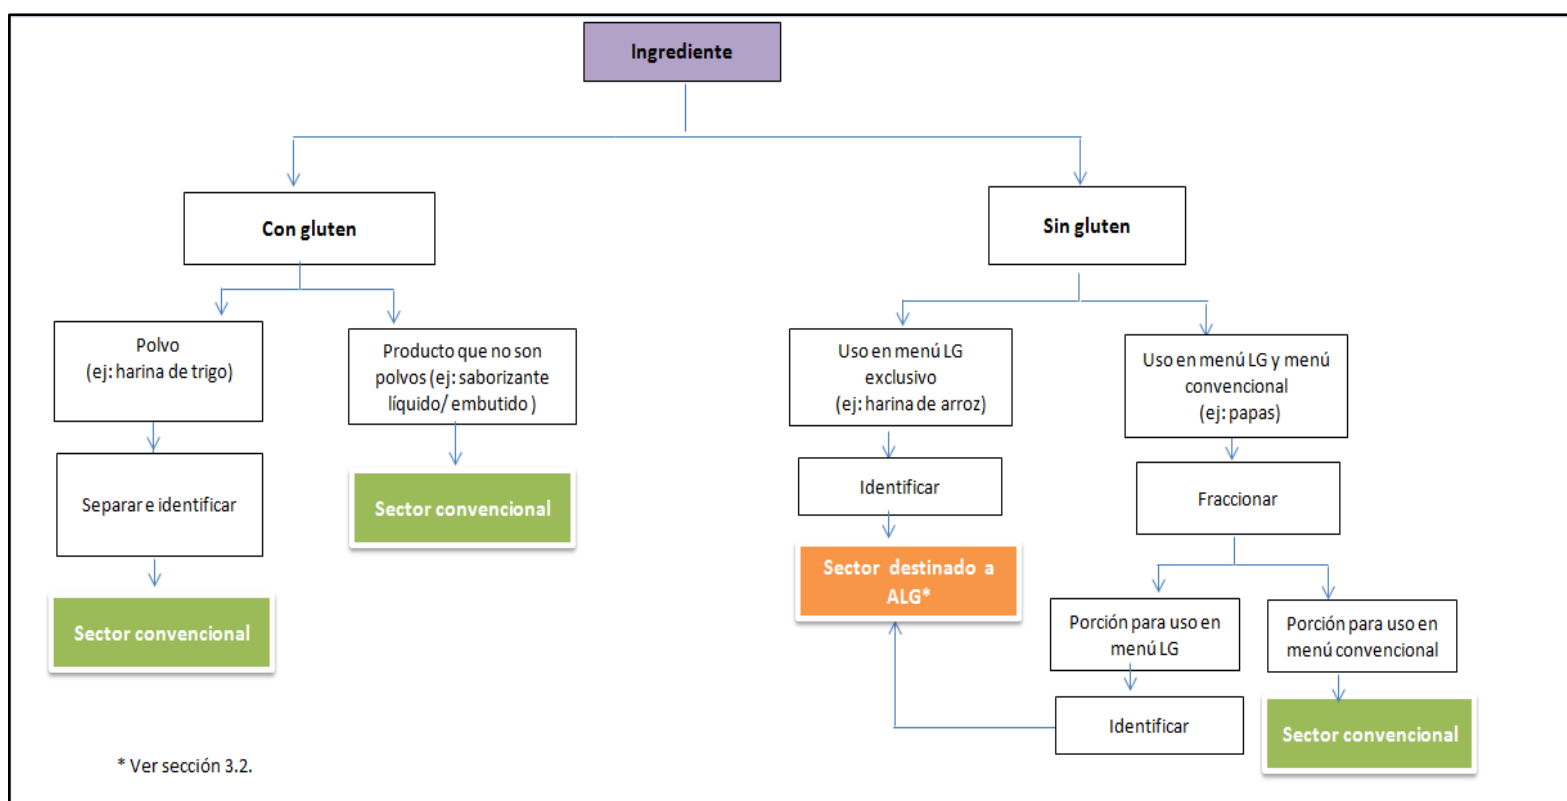 Ingrediente
Con gluten
Sin gluten
Polvo
(ej: harina de trigo)
Producto que no son
polvos (ej: saborizante
líquido/ embutido )
Uso en menú LG
exclusivo
(ej: harina de arroz)
Uso en menú LG y menú
convencional
(ej: papas)
Separar e identificar
Sector convencional
Identificar
Fraccionar
Sector convencional
Sector destinado a
ALG*
Porción para uso en
menú LG
Porción para uso en
menú convencional
Identificar
Sector convencional
* Ver sección 3.2.